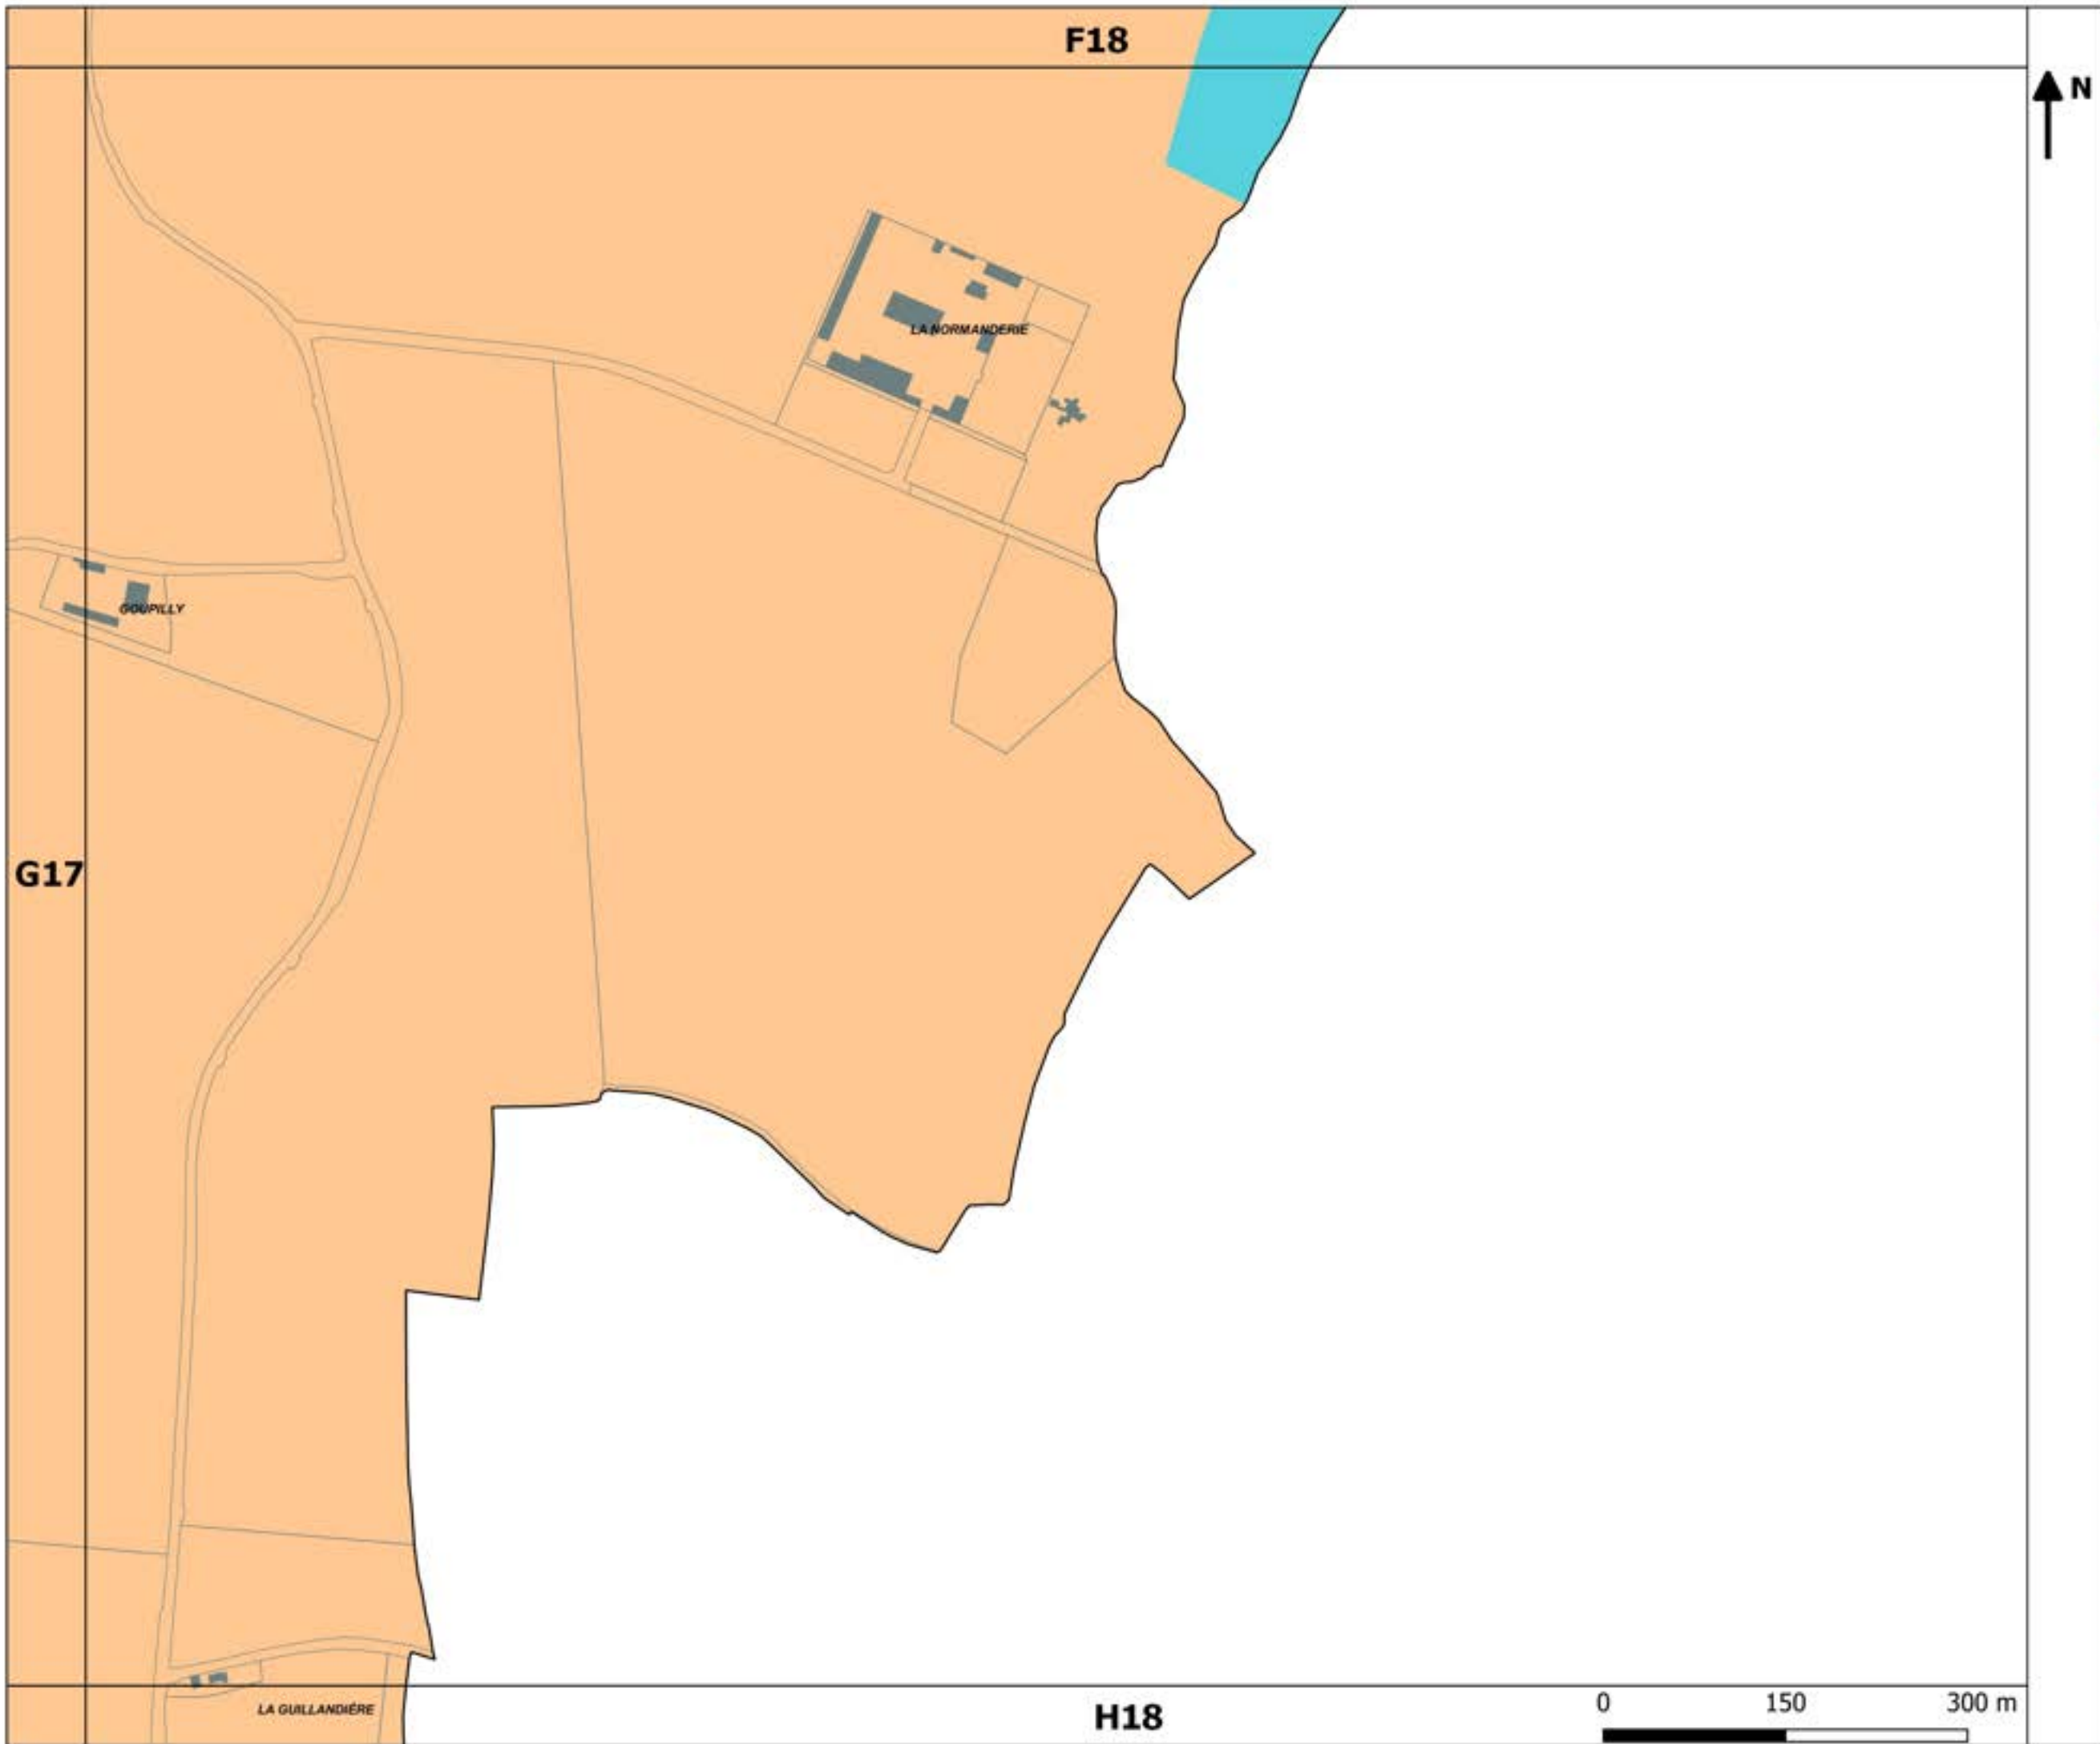 F18
N
LA NORMANDERIE
GOUPILLY
G17
LA GUILLANDIÈRE
H18
0 150 300 m